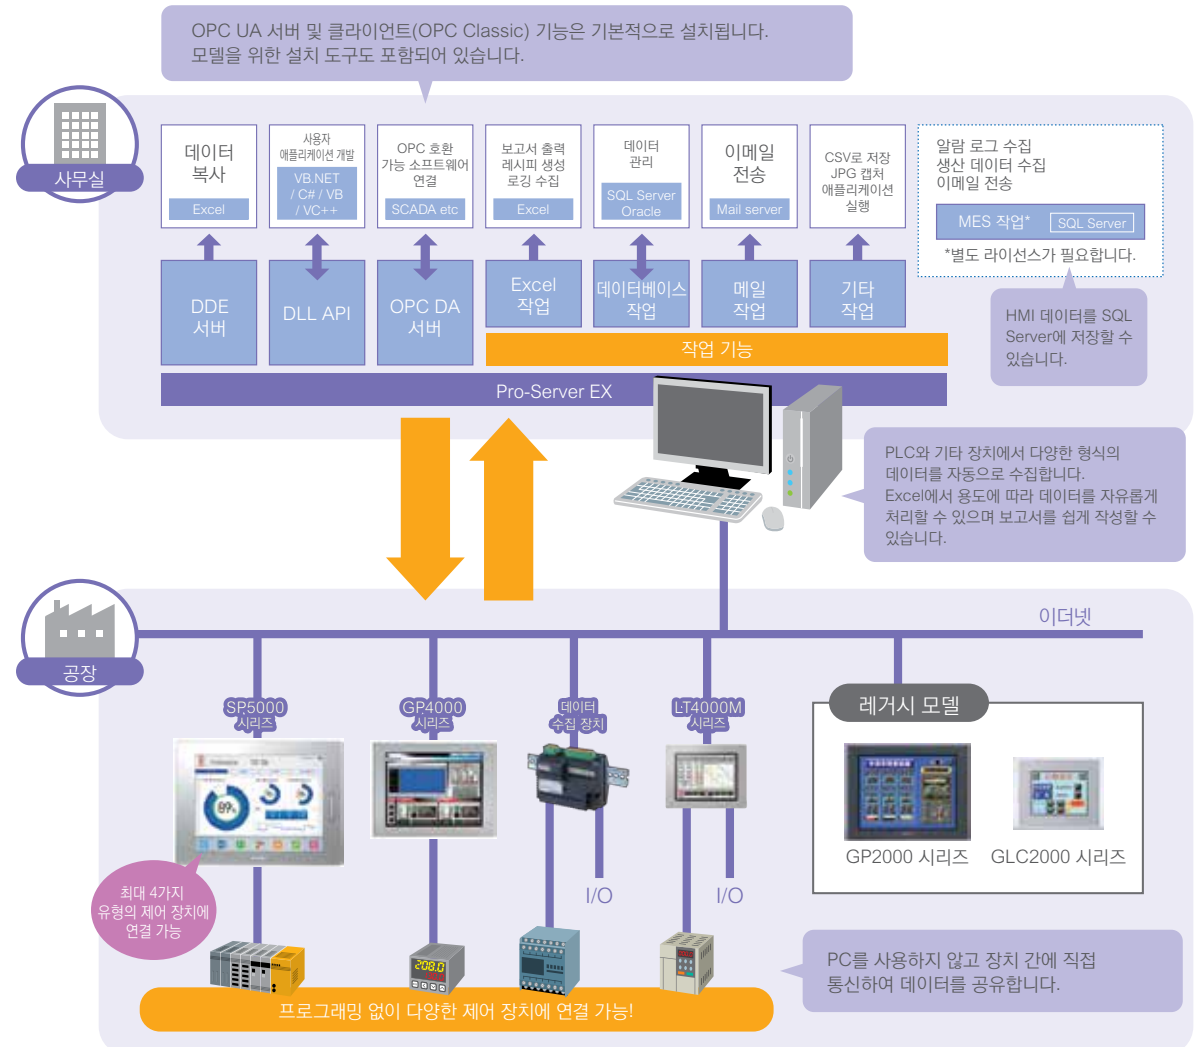 OPC UA 서버 및 클라이언트(OPC Classic) 기능은 기본적으로 설치됩니다.
모델을 위한 설치 도구도 포함되어 있습니다.
사무실
데이터
복사
Excel
사용자
애플리케이션 개발
VB.NET
/ C# / VB
/ VC++
OPC 호환
가능 소프트웨어
연결
SCADA etc
보고서 출력
레시피 생성
로깅 수집
Excel
데이터
관리
SQL Server
Oracle
이메일
전송
Mail server
CSV로 저장
JPG 캡처
애플리케이션
실행
알람 로그 수집
생산 데이터 수집
이메일 전송
MES 작업*
SQL Server
*별도 라이선스가 필요합니다.
DDE
서버
DLL API
OPC DA
서버
Excel
작업
데이터베이스
작업
메일
작업
기타
작업
작업 기능
Pro-Server EX
HMI 데이터를 SQL
Server에 저장할 수
있습니다.
PLC와 기타 장치에서 다양한 형식의
데이터를 자동으로 수집합니다.
Excel에서 용도에 따라 데이터를 자유롭게
처리할 수 있으며 보고서를 쉽게 작성할 수
있습니다.
공장
이더넷
SP5000
시리즈
GP4000
시리즈
데이터
수집 장치
LT4000M
시리즈
레거시 모델
89%
GP2000 시리즈
GLC2000 시리즈
최대 4가지
유형의 제어 장치에
연결 가능
I/O
I/O
208.0
PC를 사용하지 않고 장치 간에 직접
통신하여 데이터를 공유합니다.
프로그래밍 없이 다양한 제어 장치에 연결 가능!